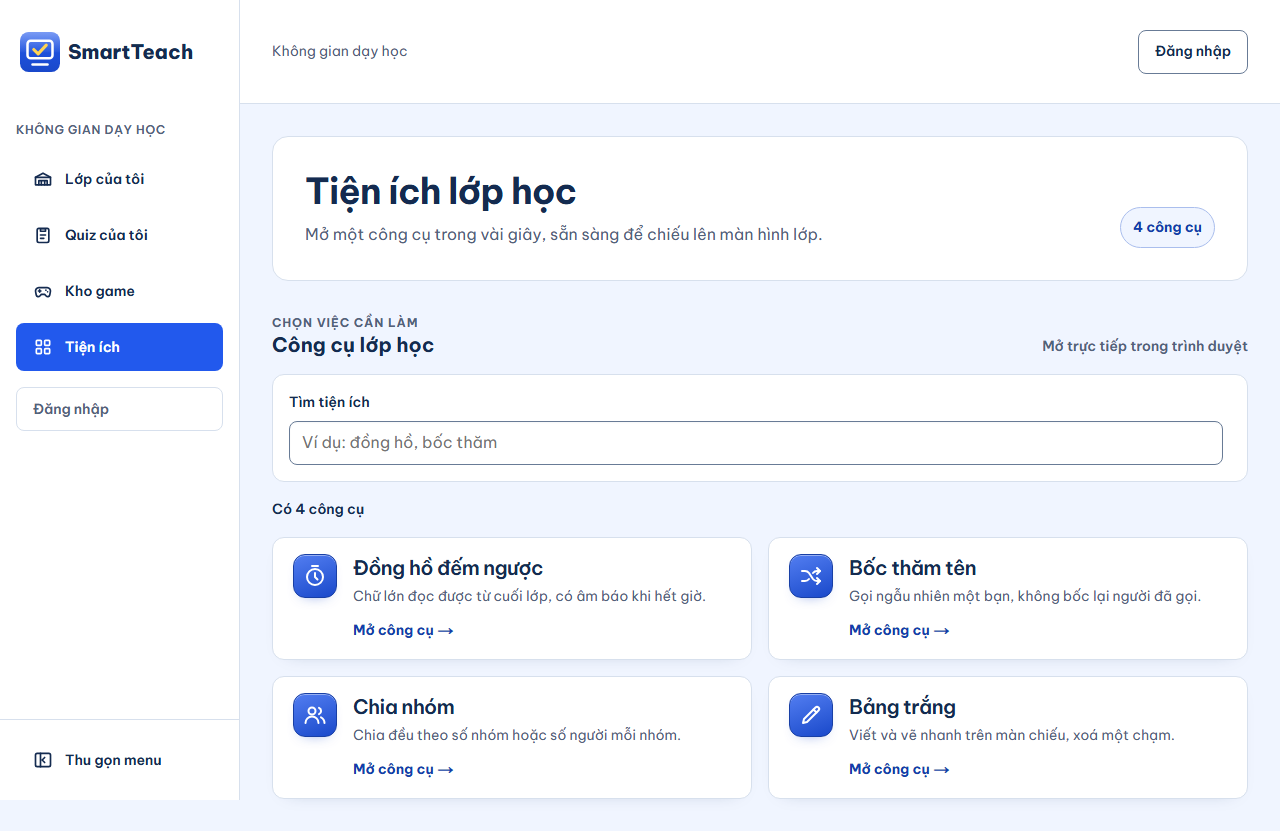 SmartTeach
Không gian dạy học
Đăng nhập
KHÔNG GIAN DẠY HỌC
Lớp của tôi
Quiz của tôi
Kho game
Tiện ích
Đăng nhập
Thu gọn menu
Tiện ích lớp học
Mở một công cụ trong vài giây, sẵn sàng để chiếu lên màn hình lớp.
4 công cụ
CHỌN VIỆC CẦN LÀM
Công cụ lớp học
Mở trực tiếp trong trình duyệt
Tìm tiện ích
Ví dụ: đồng hồ, bốc thăm
Có 4 công cụ
Đồng hồ đếm ngược
Chữ lớn đọc được từ cuối lớp, có âm báo khi hết giờ.
Mở công cụ →
Bốc thăm tên
Gọi ngẫu nhiên một bạn, không bốc lại người đã gọi.
Mở công cụ →
Chia nhóm
Chia đều theo số nhóm hoặc số người mỗi nhóm.
Mở công cụ →
Bảng trắng
Viết và vẽ nhanh trên màn chiếu, xoá một chạm.
Mở công cụ →